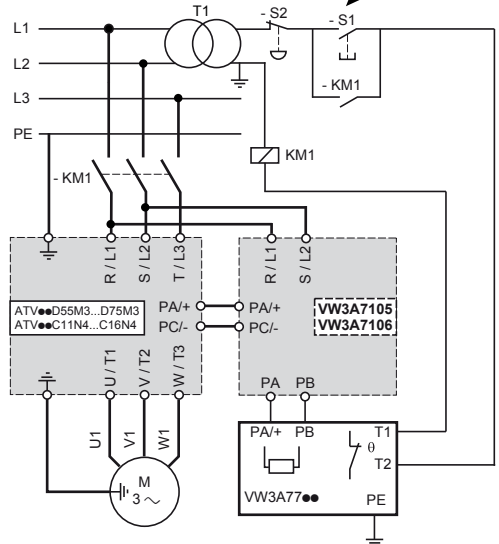 T1
- S2
- S1
L1
L2
L3
PE
- KM1
KM1
- KM1
R / L1
S / L2
T / L3
R / L1
S / L2
ATV●●D55M3...D75M3
ATV●●C11N4...C16N4
PA/+
PC/-
PA/+
PC/-
VW3A7105
VW3A7106
U / T1
V / T2
W / T3
PA
PB
U1
V1
W1
M
3 ~
PA/+
PB
T1
θ
T2
VW3A77●●
PE